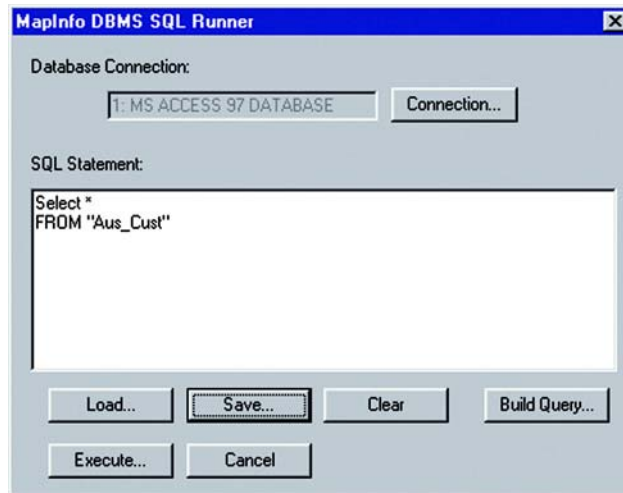 MapInfo DBMS SQL Runner
Database Connection:
1: MS ACCESS 97 DATABASE
Connection...
SQL Statement:
Select *
FROM "Aus_Cust"
Load...
Save...
Clear
Build Query...
Execute...
Cancel